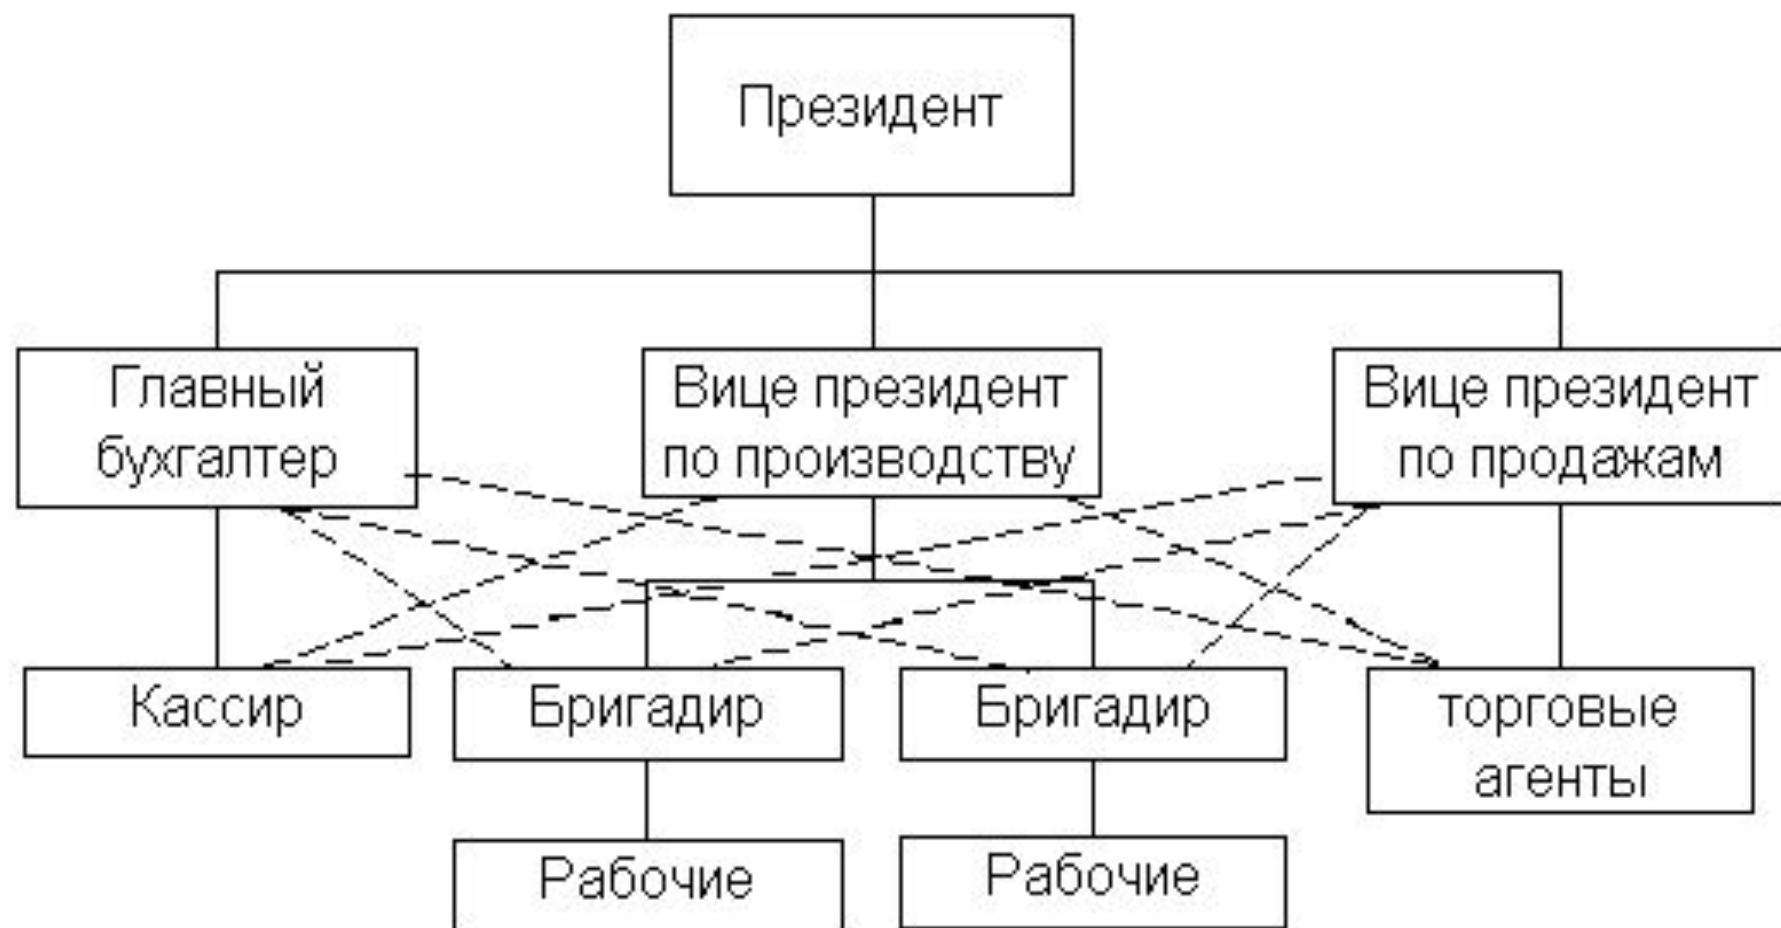 Президент
Главный
бухгалтер
Вице президент
по производству
Вице президент
по продажам
Кассир
Бригадир
Бригадир
торговые
агенты
Рабочие
Рабочие